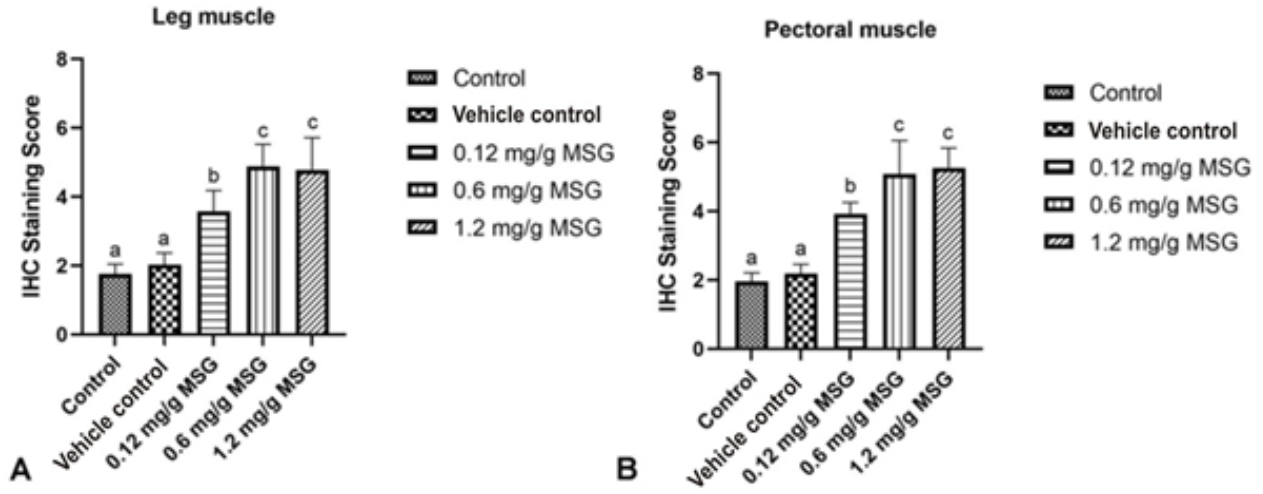 Leg muscle
IHC Staining Score
8
6
4
2
0
a
a
b
c
c
Control
Vehicle control
0.12 mg/g MSG
0.6 mg/g MSG
1.2 mg/g MSG
Control
Vehicle control
0.12 mg/g MSG
0.6 mg/g MSG
1.2 mg/g MSG
A
Pectoral muscle
IHC Staining Score
8
6
4
2
0
a
a
b
c
c
Control
Vehicle control
0.12 mg/g MSG
0.6 mg/g MSG
1.2 mg/g MSG
Control
Vehicle control
0.12 mg/g MSG
0.6 mg/g MSG
1.2 mg/g MSG
B